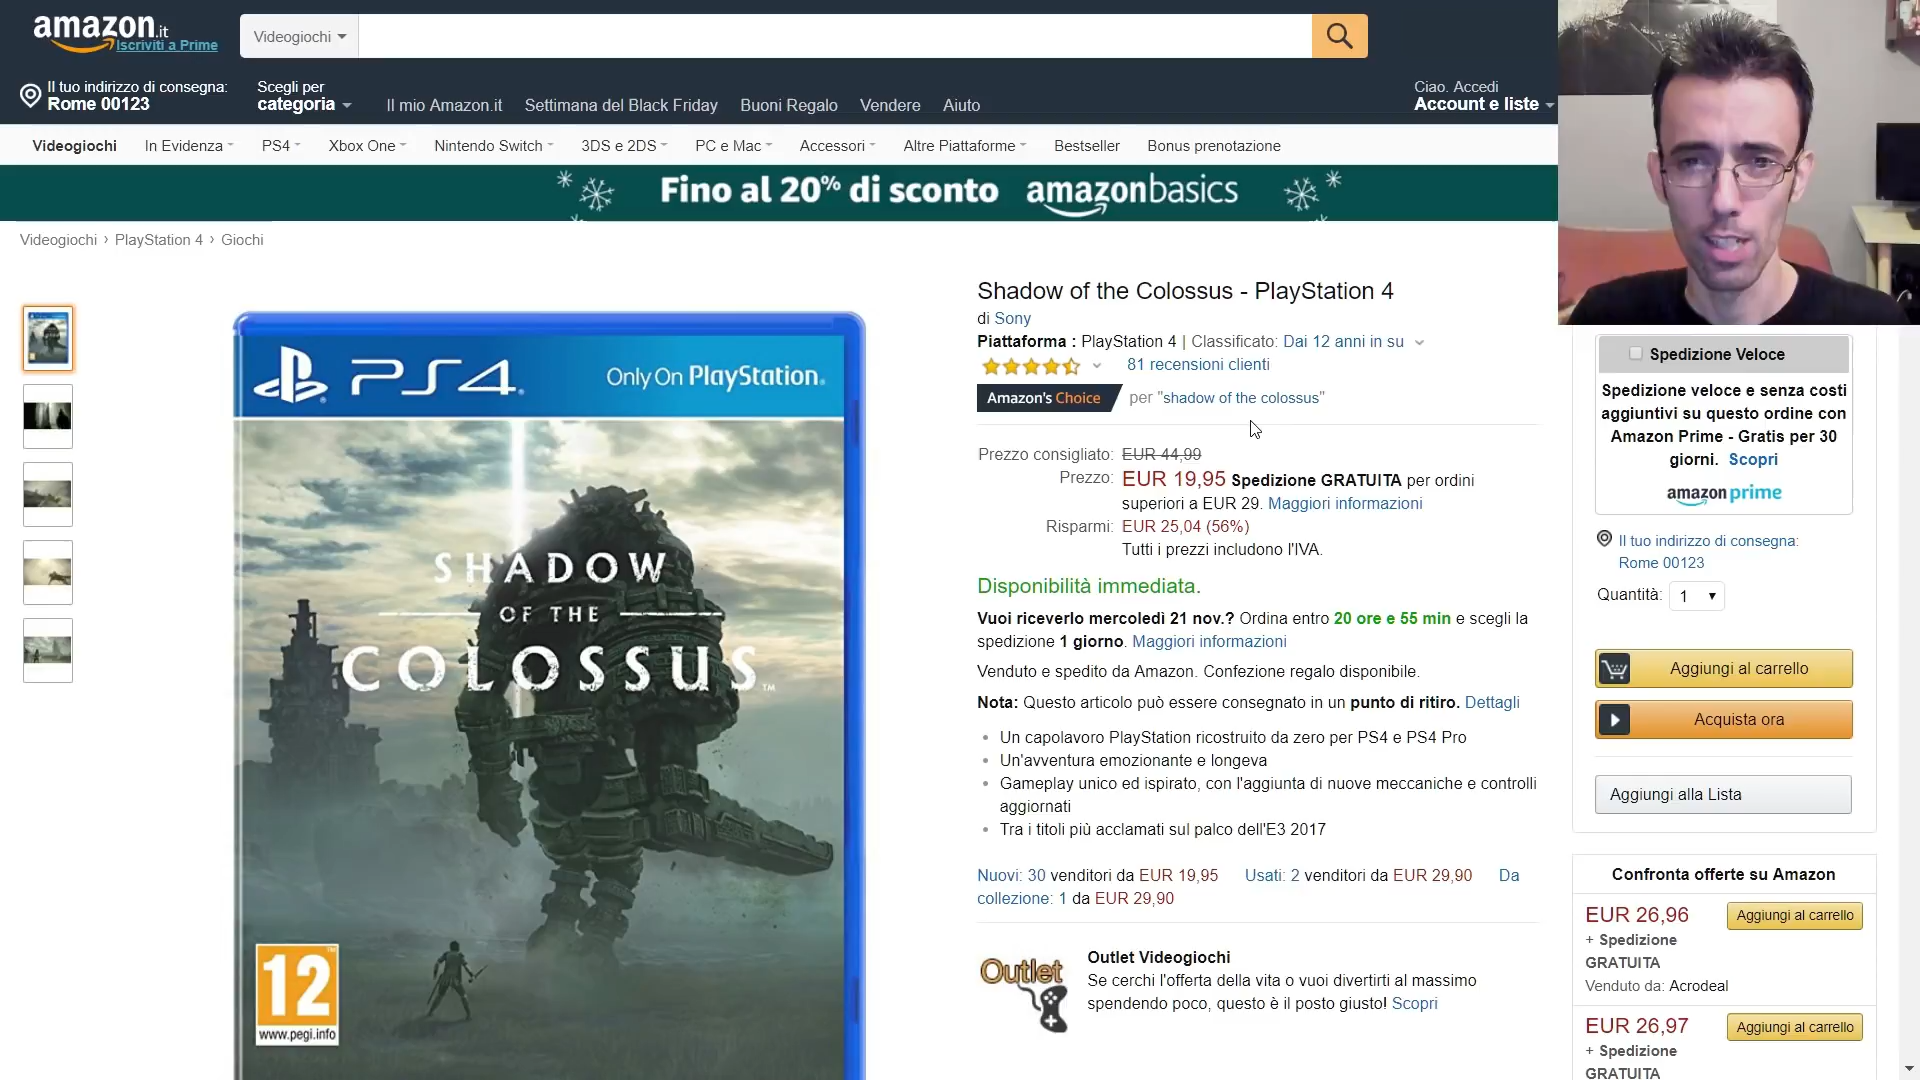 amazon.it
Iscriviti a Prime
Videogiochi
Il tuo indirizzo di consegna:
Rome 00123
Scegli per
categoria
Il mio Amazon.it
Settimana del Black Friday
Buoni Regalo
Vendere
Aiuto
Ciao. Accedi
Account e liste
Videogiochi
In Evidenza
PS4
Xbox One
Nintendo Switch
3DS e 2DS
PC e Mac
Accessori
Altre Piattaforme
Bestseller
Bonus prenotazione
Fino al 20% di sconto amazonbasics
Videogiochi › PlayStation 4 › Giochi
PS4
Only On PlayStation.
SHADOW
OF THE
COLOSSUS™
12
www.pegi.info
Shadow of the Colossus - PlayStation 4
di Sony
Piattaforma : PlayStation 4 | Classificato: Dai 12 anni in su
81 recensioni clienti
Amazon's Choice per "shadow of the colossus"
Prezzo consigliato: EUR 44,99
Prezzo: EUR 19,95 Spedizione GRATUITA per ordini
superiori a EUR 29. Maggiori informazioni
Risparmi: EUR 25,04 (56%)
Tutti i prezzi includono l'IVA.
Disponibilità immediata.
Vuoi riceverlo mercoledì 21 nov.? Ordina entro 20 ore e 55 min e scegli la
spedizione 1 giorno. Maggiori informazioni
Venduto e spedito da Amazon. Confezione regalo disponibile.
Nota: Questo articolo può essere consegnato in un punto di ritiro. Dettagli
• Un capolavoro PlayStation ricostruito da zero per PS4 e PS4 Pro
• Un'avventura emozionante e longeva
• Gameplay unico ed ispirato, con l'aggiunta di nuove meccaniche e controlli
aggiornati
• Tra i titoli più acclamati sul palco dell'E3 2017
Nuovi: 30 venditori da EUR 19,95 Usati: 2 venditori da EUR 29,90 Da
collezione: 1 da EUR 29,90
Outlet
Outlet Videogiochi
Se cerchi l'offerta della vita o vuoi divertirti al massimo
spendendo poco, questo è il posto giusto! Scopri
Spedizione Veloce
Spedizione veloce e senza costi
aggiuntivi su questo ordine con
Amazon Prime - Gratis per 30
giorni. Scopri
amazon prime
Il tuo indirizzo di consegna:
Rome 00123
Quantità: 1
Aggiungi al carrello
Acquista ora
Aggiungi alla Lista
Confronta offerte su Amazon
EUR 26,96
Aggiungi al carrello
+ Spedizione
GRATUITA
Venduto da: Acrodeal
EUR 26,97
Aggiungi al carrello
+ Spedizione
GRATUITA